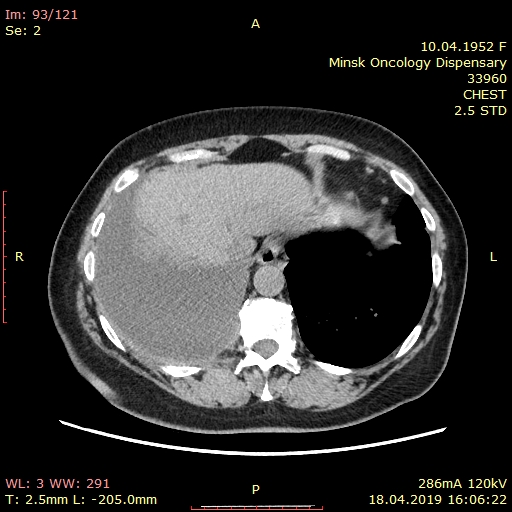 Im: 93/121
Se: 2
A
10.04.1952 F
Minsk Oncology Dispensary
33960
CHEST
2.5 STD
R
L
WL: 3 WW: 291
T: 2.5mm L: -205.0mm
P
286mA 120kV
18.04.2019 16:06:22